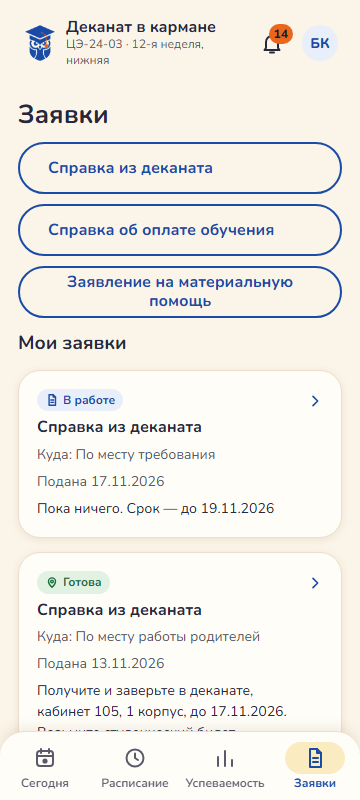 Деканат в кармане
ЦЭ-24-03 · 12-я неделя,
нижняя
14
БК
Заявки
Справка из деканата
Справка об оплате обучения
Заявление на материальную
помощь
Мои заявки
В работе
Справка из деканата
Куда: По месту требования
Подана 17.11.2026
Пока ничего. Срок — до 19.11.2026
Готова
Справка из деканата
Куда: По месту работы родителей
Подана 13.11.2026
Получите и заверьте в деканате,
кабинет 105, 1 корпус, до 17.11.2026.
Сегодня
Расписание
Успеваемость
Заявки